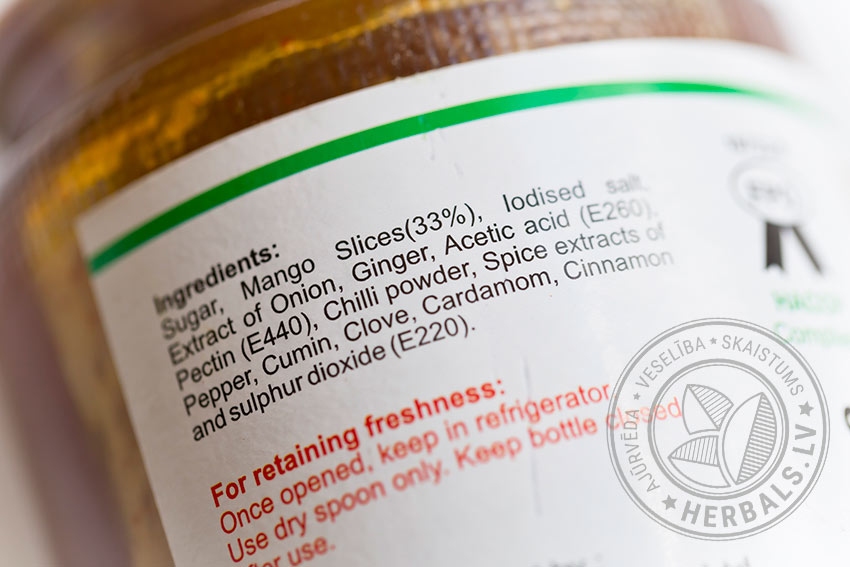 Ingredients:
Sugar, Mango Slices(33%), Iodised salt,
Extract of Onion, Ginger, Acetic acid (E260),
Pectin (E440), Chilli powder, Spice extracts of
Pepper, Cumin, Clove, Cardamom, Cinnamon
and sulphur dioxide (E220).
For retaining freshness:
Once opened, keep in refrigerator
Use dry spoon only. Keep bottle closed
after use.
AJŪRVĒDA ★ VESELĪBA ★ SKAISTUMS
★ HERBALS.LV ★